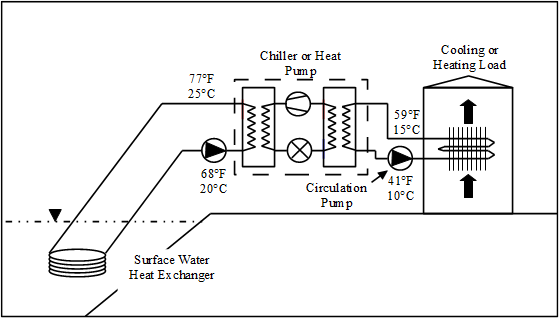 Cooling or
Heating Load
Chiller or Heat
Pump
77°F
25°C
59°F
15°C
68°F
20°C
41°F
10°C
Circulation
Pump
Surface Water
Heat Exchanger